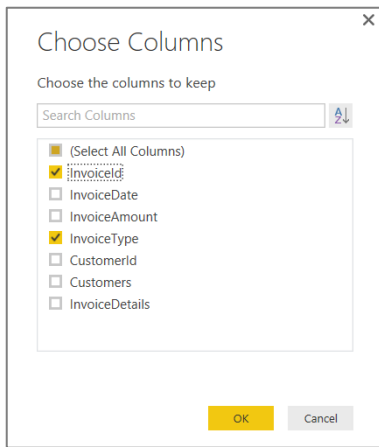 Choose Columns
Choose the columns to keep
Search Columns
(Select All Columns)
InvoiceId
InvoiceDate
InvoiceAmount
InvoiceType
CustomerId
Customers
InvoiceDetails
OK Cancel